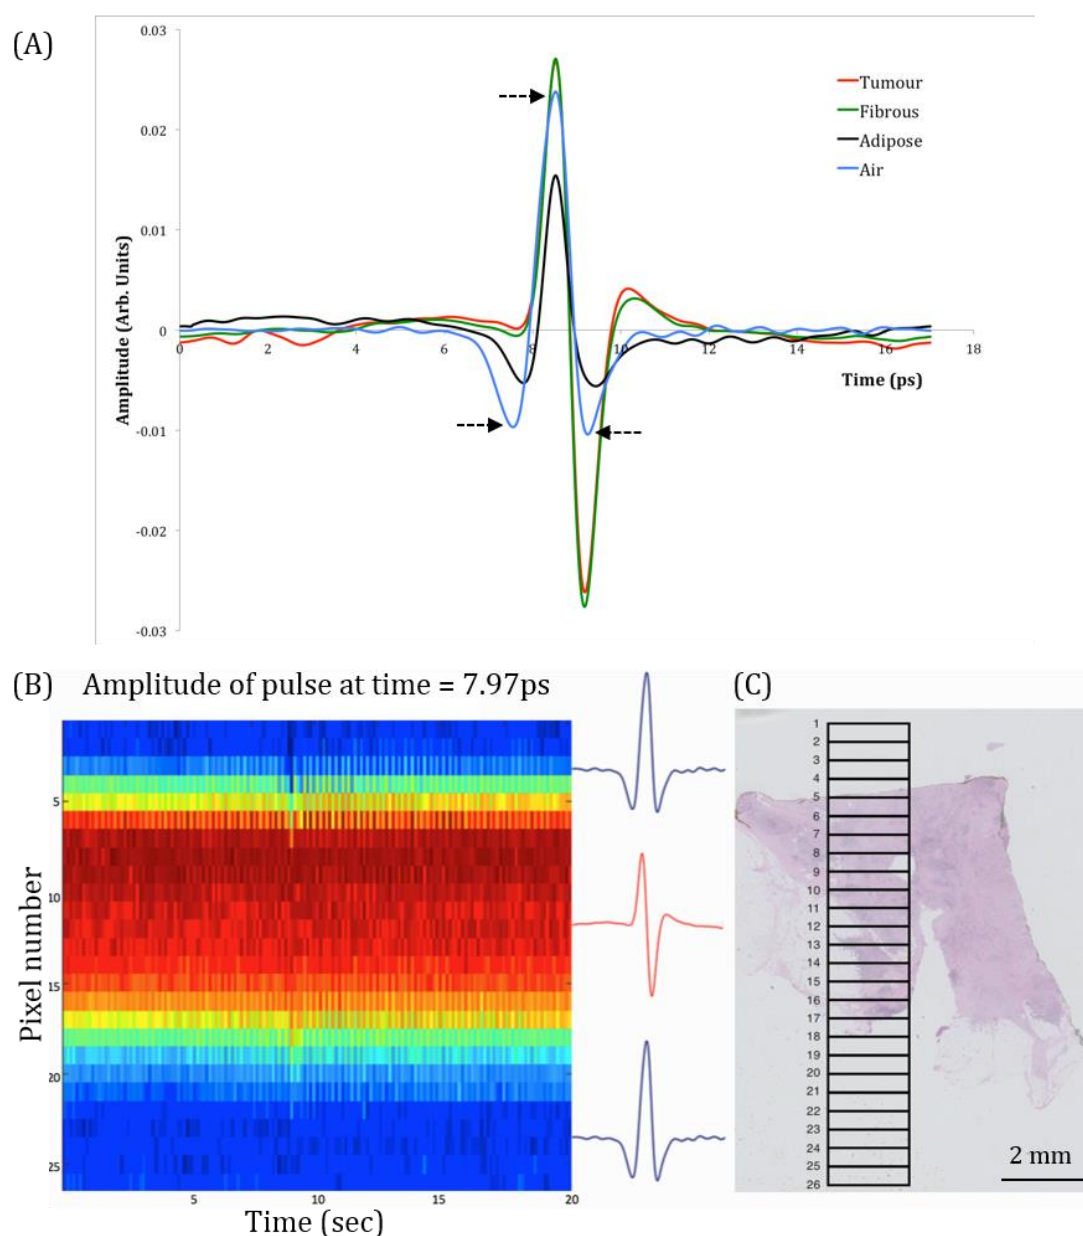 (A)
0.03
0.02
0.01
0
-0.01
-0.02
-0.03
Amplitude (Arb. Units)
0 2 4 6 8 10 12 14 16 18
Time (ps)
Tumour
Fibrous
Adipose
Air
(B) Amplitude of pulse at time = 7.97ps
Pixel number
5
10
15
20
25
5 10 15 20
Time (sec)
(C)
1
2
3
4
5
6
7
8
9
10
11
12
13
14
15
16
17
18
19
20
21
22
23
24
25
26
2 mm